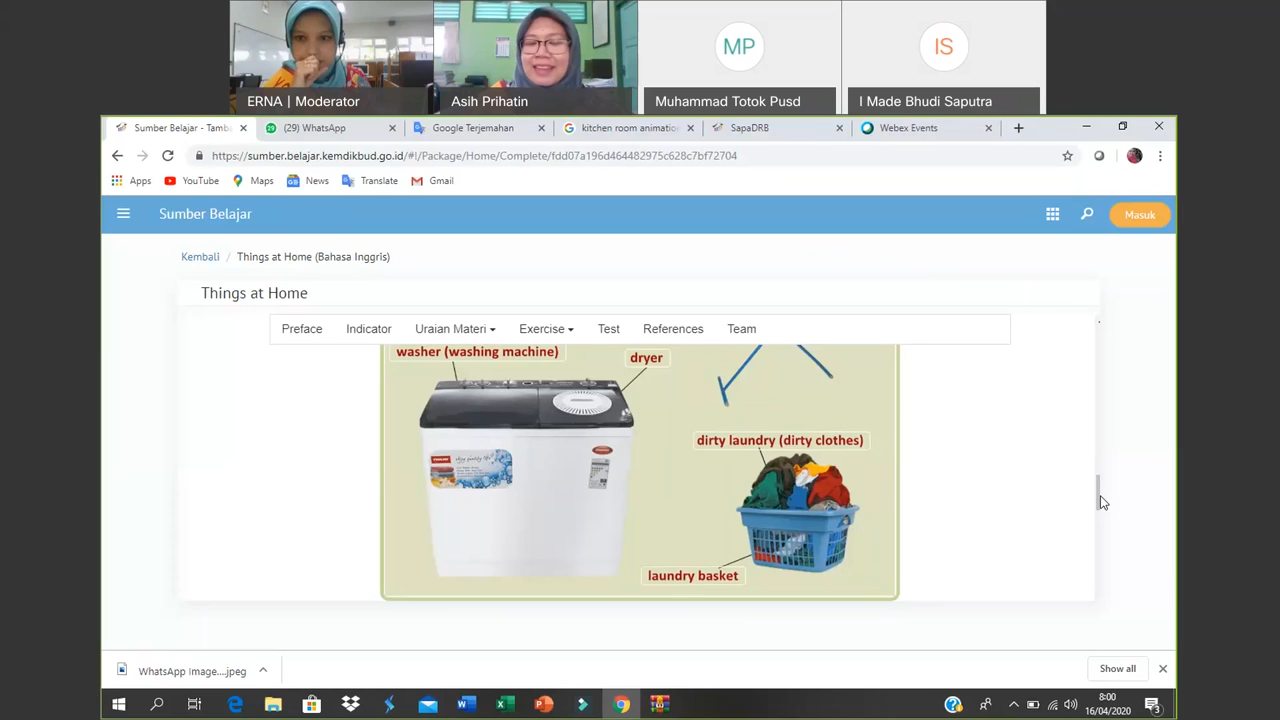 ERNA | Moderator
Asih Prihatin
MP
Muhammad Totok Pusd
IS
I Made Bhudi Saputra
Sumber Belajar - Tamba
(29) WhatsApp
Google Terjemahan
kitchen room animatio
SapaDRB
Webex Events
https://sumber.belajar.kemdikbud.go.id/#!/Package/Home/Complete/fdd07a196d464482975c628c7bf72704
Apps
YouTube
Maps
News
Translate
Gmail
Sumber Belajar
Masuk
Kembali / Things at Home (Bahasa Inggris)
Things at Home
Preface
Indicator
Uraian Materi
Exercise
Test
References
Team
washer (washing machine)
dryer
dirty laundry (dirty clothes)
laundry basket
WhatsApp Image....jpeg
Show all
8:00
16/04/2020
3